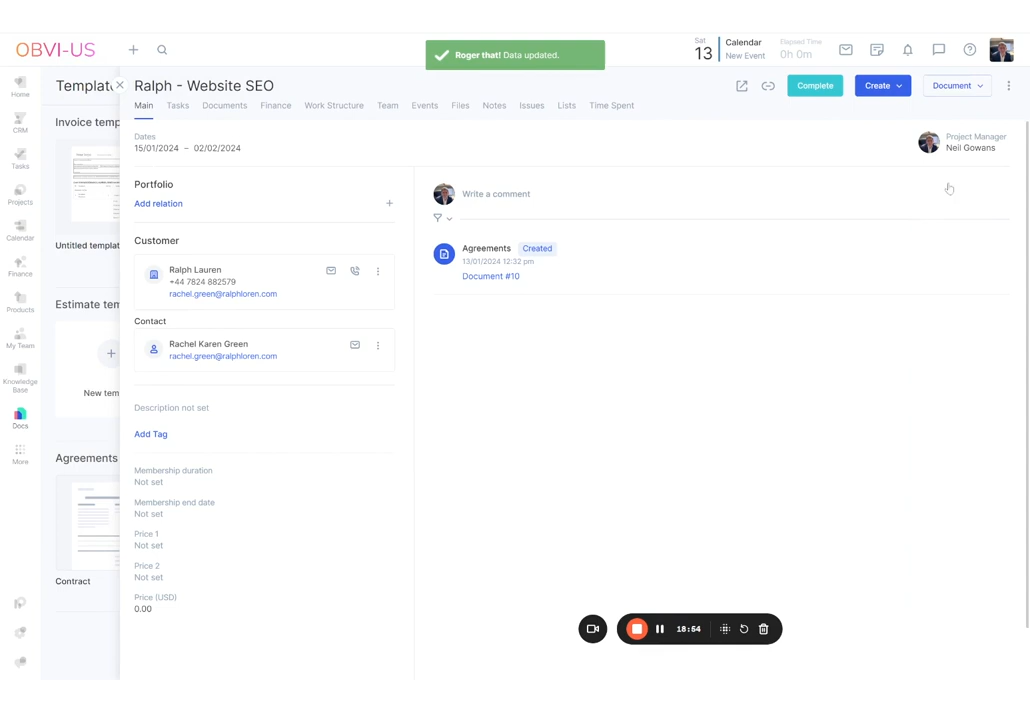 OBVI-US
Roger that! Data updated.
Sat
13
Calendar
New Event
Elapsed Time
0h 0m
Home
CRM
Tasks
Projects
Calendar
Finance
Products
My Team
Knowledge
Base
Docs
More
Templat
Invoice temp
Untitled templat
Estimate tem
New tem
Agreements
Contract
Ralph - Website SEO
Complete
Create
Document
Main
Tasks
Documents
Finance
Work Structure
Team
Events
Files
Notes
Issues
Lists
Time Spent
Dates
15/01/2024 – 02/02/2024
Project Manager
Neil Gowans
Portfolio
Add relation
Customer
Ralph Lauren
+44 7824 882579
rachel.green@ralphloren.com
Contact
Rachel Karen Green
rachel.green@ralphloren.com
Description not set
Add Tag
Membership duration
Not set
Membership end date
Not set
Price 1
Not set
Price 2
Not set
Price (USD)
0.00
Write a comment
Agreements Created
13/01/2024 12:32 pm
Document #10
18:54